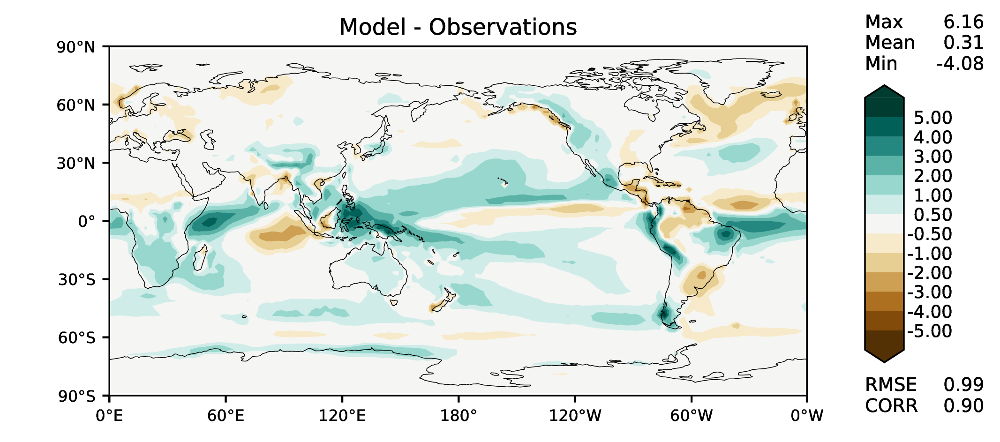 Model - Observations
Max 6.16
Mean 0.31
Min -4.08
90°N
60°N
30°N
0°
30°S
60°S
90°S
0°E 60°E 120°E 180° 120°W 60°W 0°W
5.00
4.00
3.00
2.00
1.00
0.50
-0.50
-1.00
-2.00
-3.00
-4.00
-5.00
RMSE 0.99
CORR 0.90